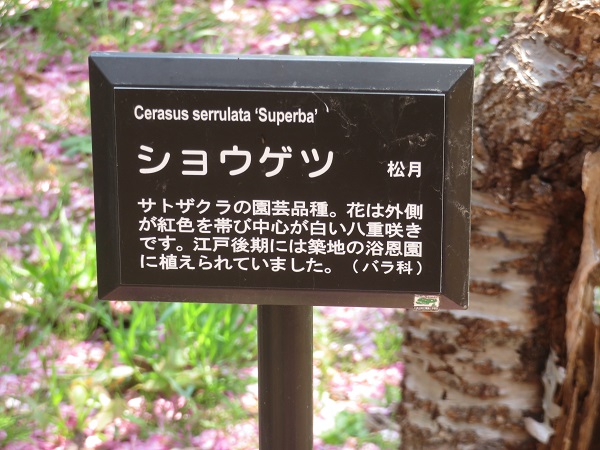 Cerasus serrulata ‘Superba’
ショウゲツ 松月
サトザクラの園芸品種。花は外側
が紅色を帯び中心が白い八重咲き
です。江戸後期には築地の浴恩園
に植えられていました。（バラ科）